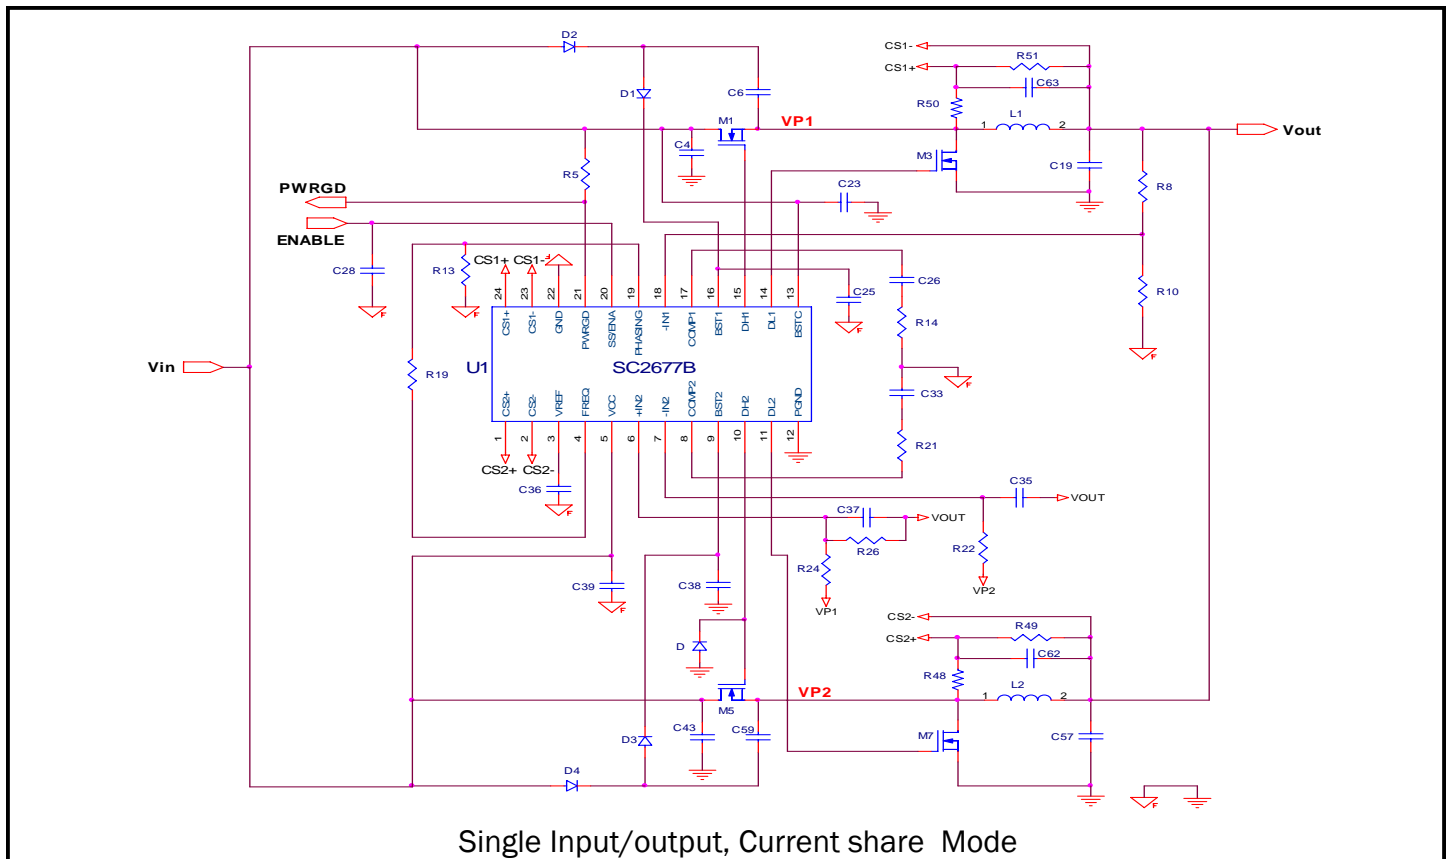 D2
CS1-
CS1+
R51
C63
D1
C6
R50
L1
M1
VP1
1
2
Vout
C4
M3
C19
R5
R8
PWRGD
C23
ENABLE
C28
R13
CS1+
CS1-
F
C26
C25
R10
24
23
22
21
20
19
18
17
16
15
14
13
F
F
F
R14
F
CS1+
CS1-
GND
PWRGD
SS/ENA
PHASING
-IN1
COMP1
BST1
DH1
DL1
BSTC
Vin
R19
U1
SC2677B
F
C33
CS2+
CS2-
VREF
FREQ
VCC
+IN2
-IN2
COMP2
BST2
DH2
DL2
PGND
1
2
3
4
5
6
7
8
9
10
11
12
R21
CS2+
CS2-
C36
F
C35
VOUT
C37
VOUT
R26
R22
R24
C39
C38
VP2
F
VP1
CS2-
CS2+
R49
D
C62
R48
L2
VP2
1
2
M5
C43
C59
D3
M7
C57
D4
F
Single Input/output, Current share Mode